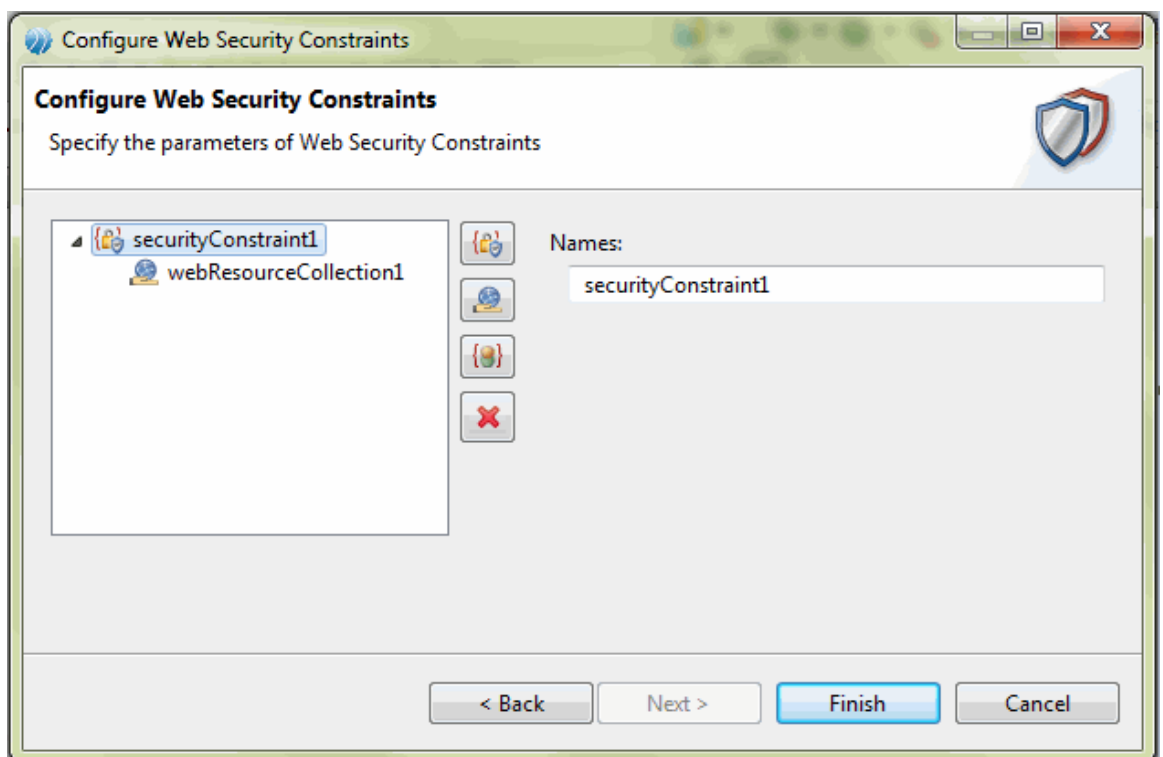 Configure Web Security Constraints
Configure Web Security Constraints
Specify the parameters of Web Security Constraints
securityConstraint1
webResourceCollection1
Names:
securityConstraint1
< Back
Next >
Finish
Cancel